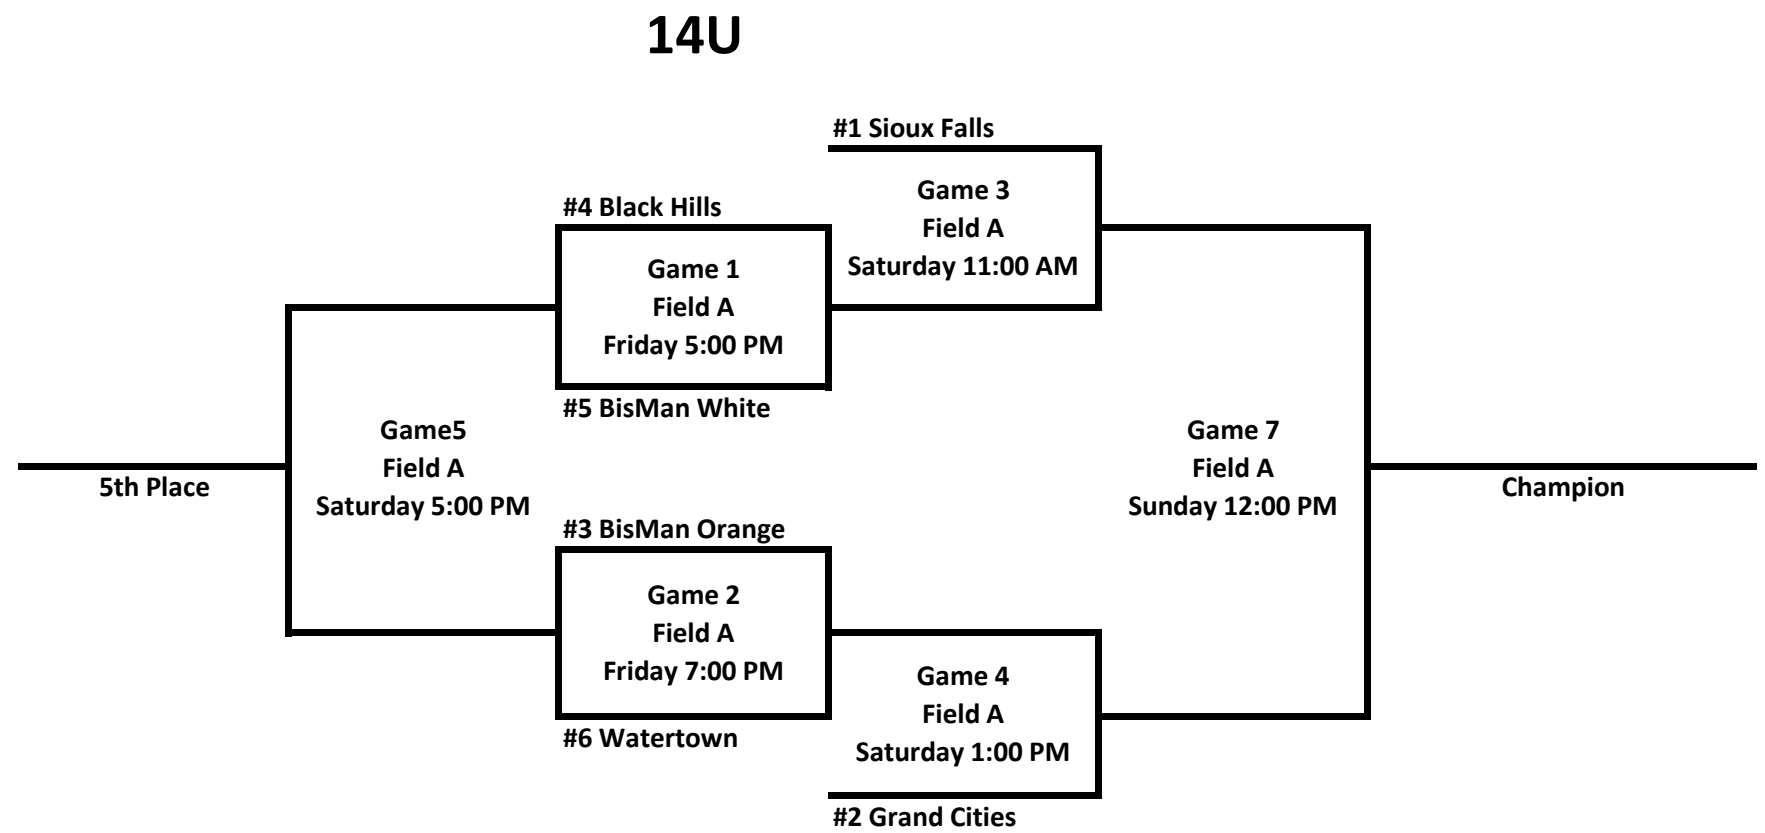 14U
#1 Sioux Falls
Game 3
Field A
Saturday 11:00 AM
#4 Black Hills
Game 1
Field A
Friday 5:00 PM
#5 BisMan White
Game5
Field A
Saturday 5:00 PM
5th Place
Game 7
Field A
Sunday 12:00 PM
Champion
#3 BisMan Orange
Game 2
Field A
Friday 7:00 PM
#6 Watertown
Game 4
Field A
Saturday 1:00 PM
#2 Grand Cities